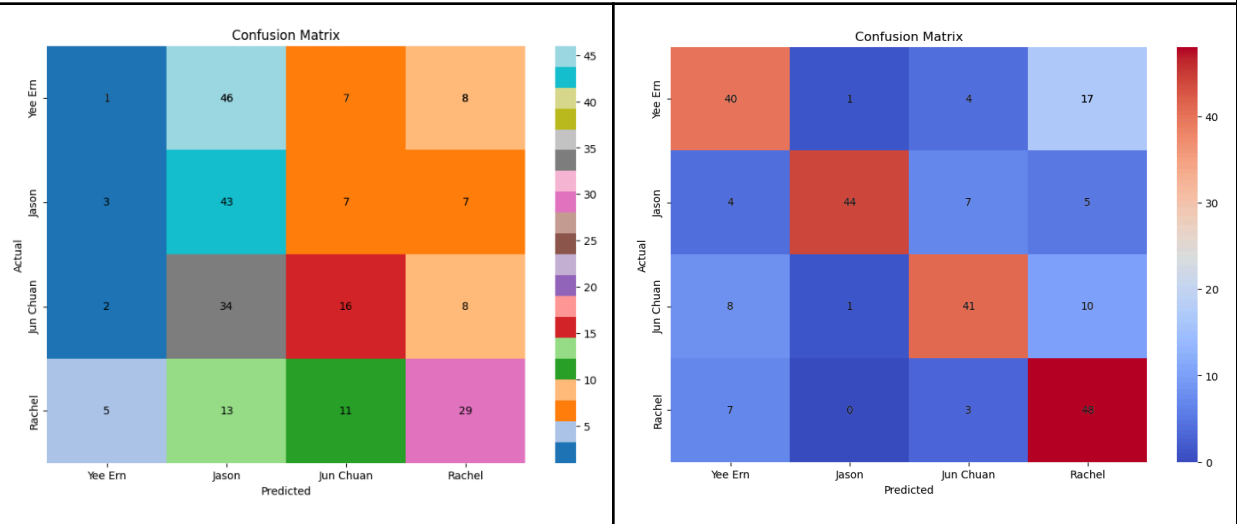 Confusion Matrix
Yee Ern 1 46 7 8
Jason 3 43 7 7
Jun Chuan 2 34 16 8
Rachel 5 13 11 29
Actual
Yee Ern Jason Jun Chuan Rachel
Predicted
45
40
35
30
25
20
15
10
5
Confusion Matrix
Yee Ern 40 1 4 17
Jason 4 44 7 5
Jun Chuan 8 1 41 10
Rachel 7 0 3 48
Actual
Yee Ern Jason Jun Chuan Rachel
Predicted
40
30
20
10
0